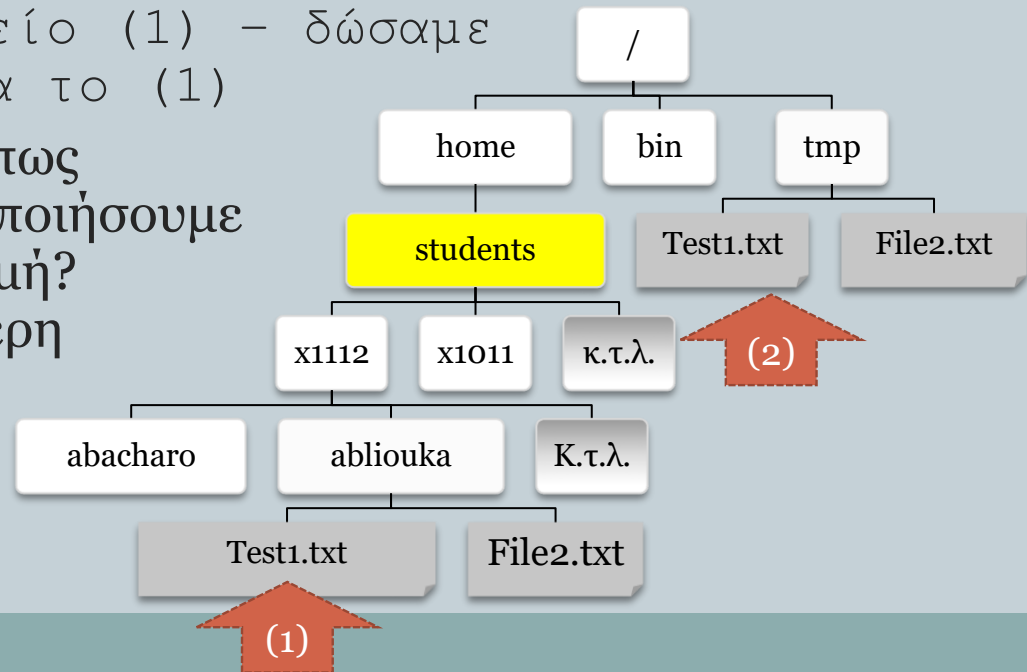 είο (1) – δώσαμε
α το (1)
πως
ποιήσουμε
μή?
ερη
/
home
bin
tmp
students
Test1.txt
File2.txt
x1112
x1011
κ.τ.λ.
(2)
abacharo
abliouka
Κ.τ.λ.
Test1.txt
File2.txt
(1)